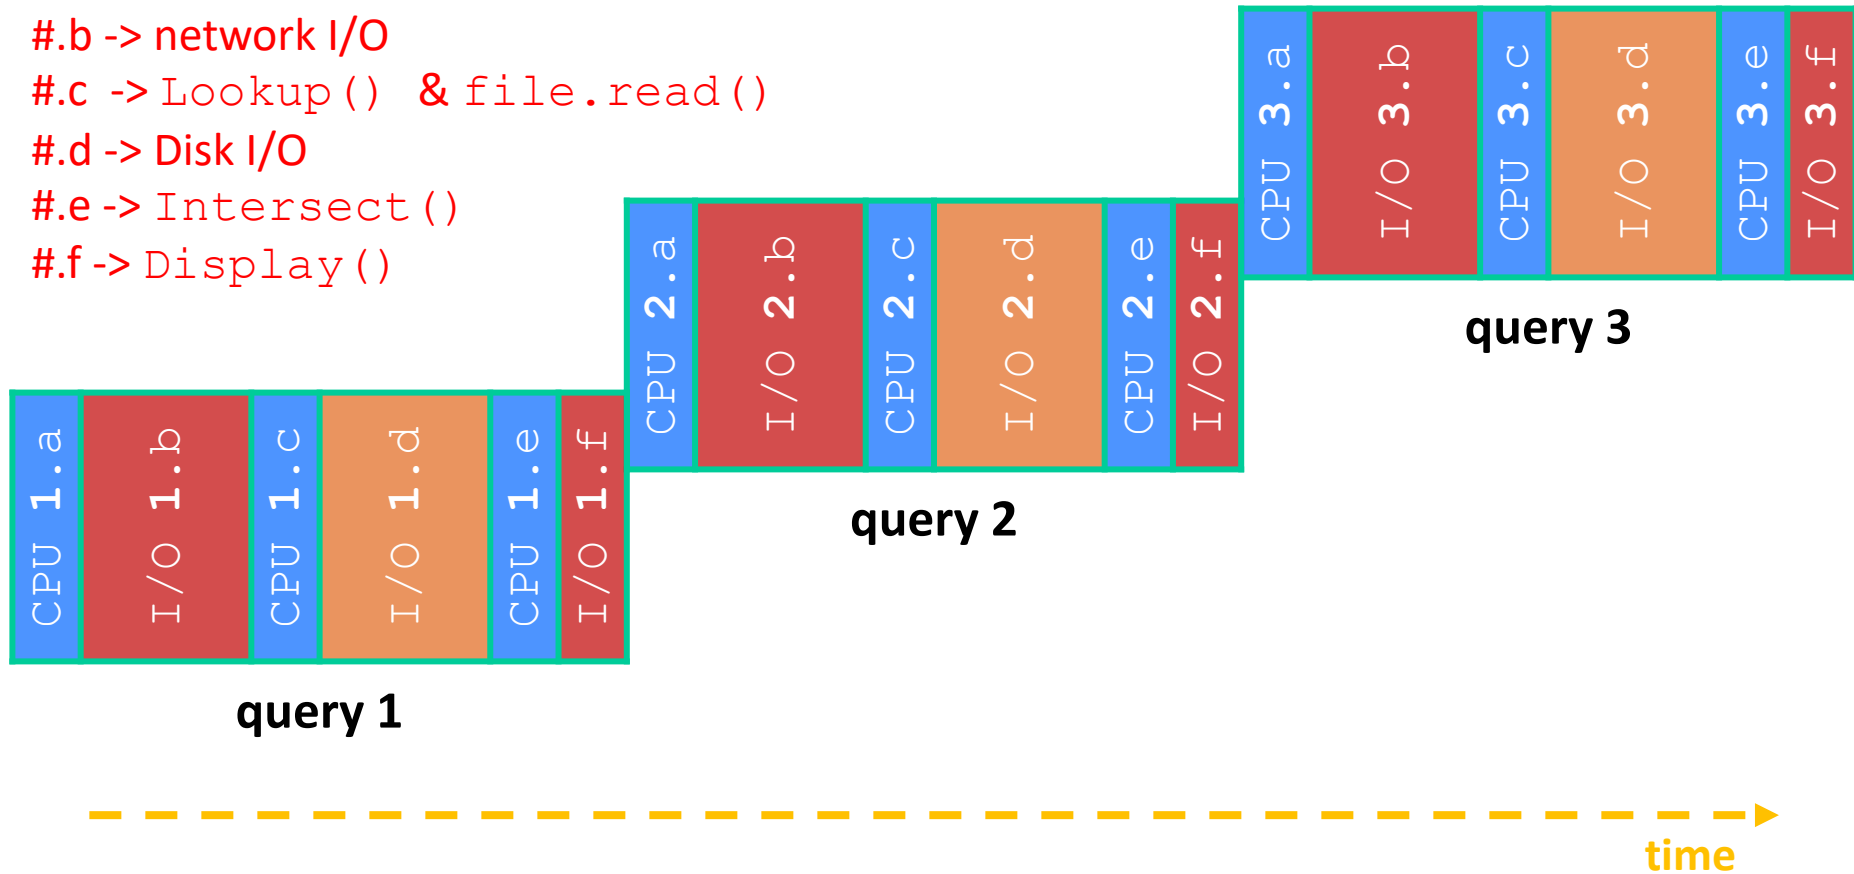 #.b -> network I/O
#.c -> Lookup() & file.read()
#.d -> Disk I/O
#.e -> Intersect()
#.f -> Display()
CPU 1.a
I/O 1.b
CPU 1.c
I/O 1.d
CPU 1.e
I/O 1.f
query 1
CPU 2.a
I/O 2.b
CPU 2.c
I/O 2.d
CPU 2.e
I/O 2.f
query 2
CPU 3.a
I/O 3.b
CPU 3.c
I/O 3.d
CPU 3.e
I/O 3.f
query 3
time